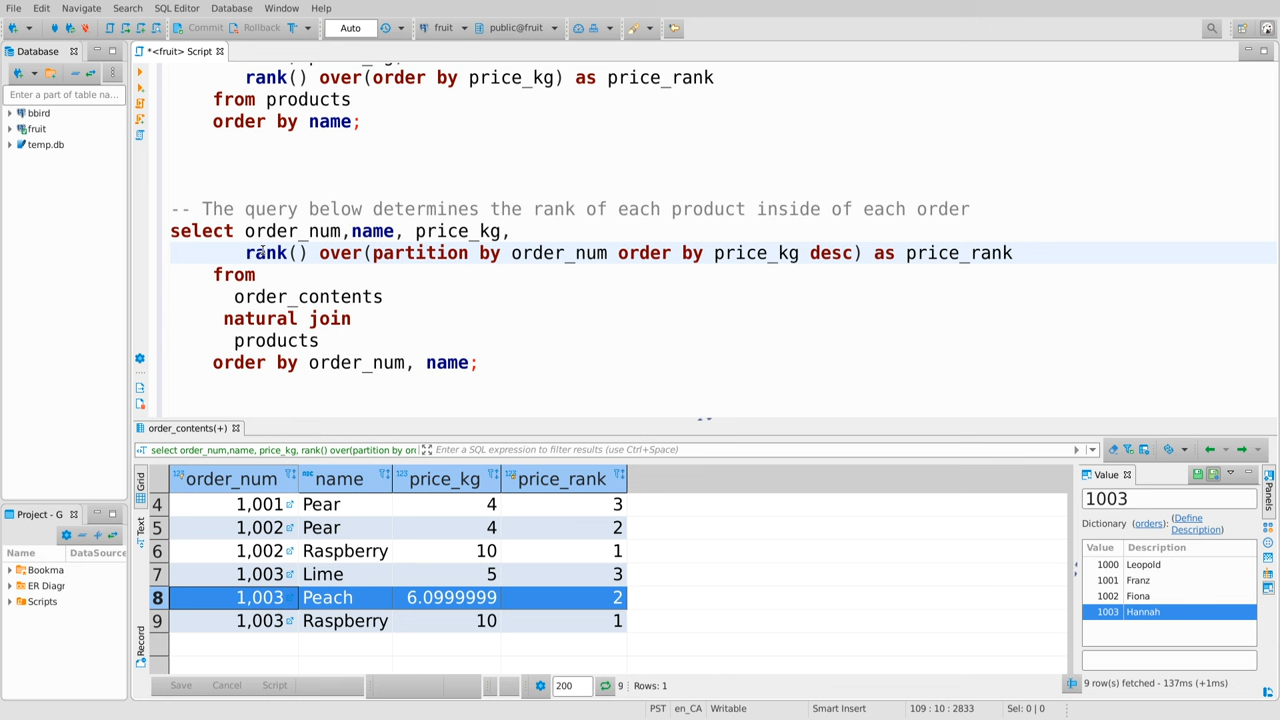 File Edit Navigate Search SQL Editor Database Window Help
Commit Rollback Auto fruit public@fruit
Database *<fruit> Script
Enter a part of table na...
bbird
fruit
temp.db
rank() over(order by price_kg) as price_rank
from products
order by name;
-- The query below determines the rank of each product inside of each order
select order_num,name, price_kg,
rank() over(partition by order_num order by price_kg desc) as price_rank
from
order_contents
natural join
products
order by order_num, name;
order_contents(+)
select order_num,name, price_kg, rank() over(partition by on Enter a SQL expression to filter results (use Ctrl+Space)
Grid
Text
Record
order_num name price_kg price_rank
4 1,001 Pear 4 3
5 1,002 Pear 4 2
6 1,002 Raspberry 10 1
7 1,003 Lime 5 3
8 1,003 Peach 6.0999999 2
9 1,003 Raspberry 10 1
Value
1003
Dictionary (orders): (Define Description)
Value Description
1000 Leopold
1001 Franz
1002 Fiona
1003 Hannah
Panels
Project - G
Name DataSource
Bookma
ER Diagr
Scripts
Save Cancel Script 200 9 Rows: 1 9 row(s) fetched - 137ms (+1ms)
PST en_CA Writable Smart Insert 109 : 10 : 2833 Sel: 0 | 0